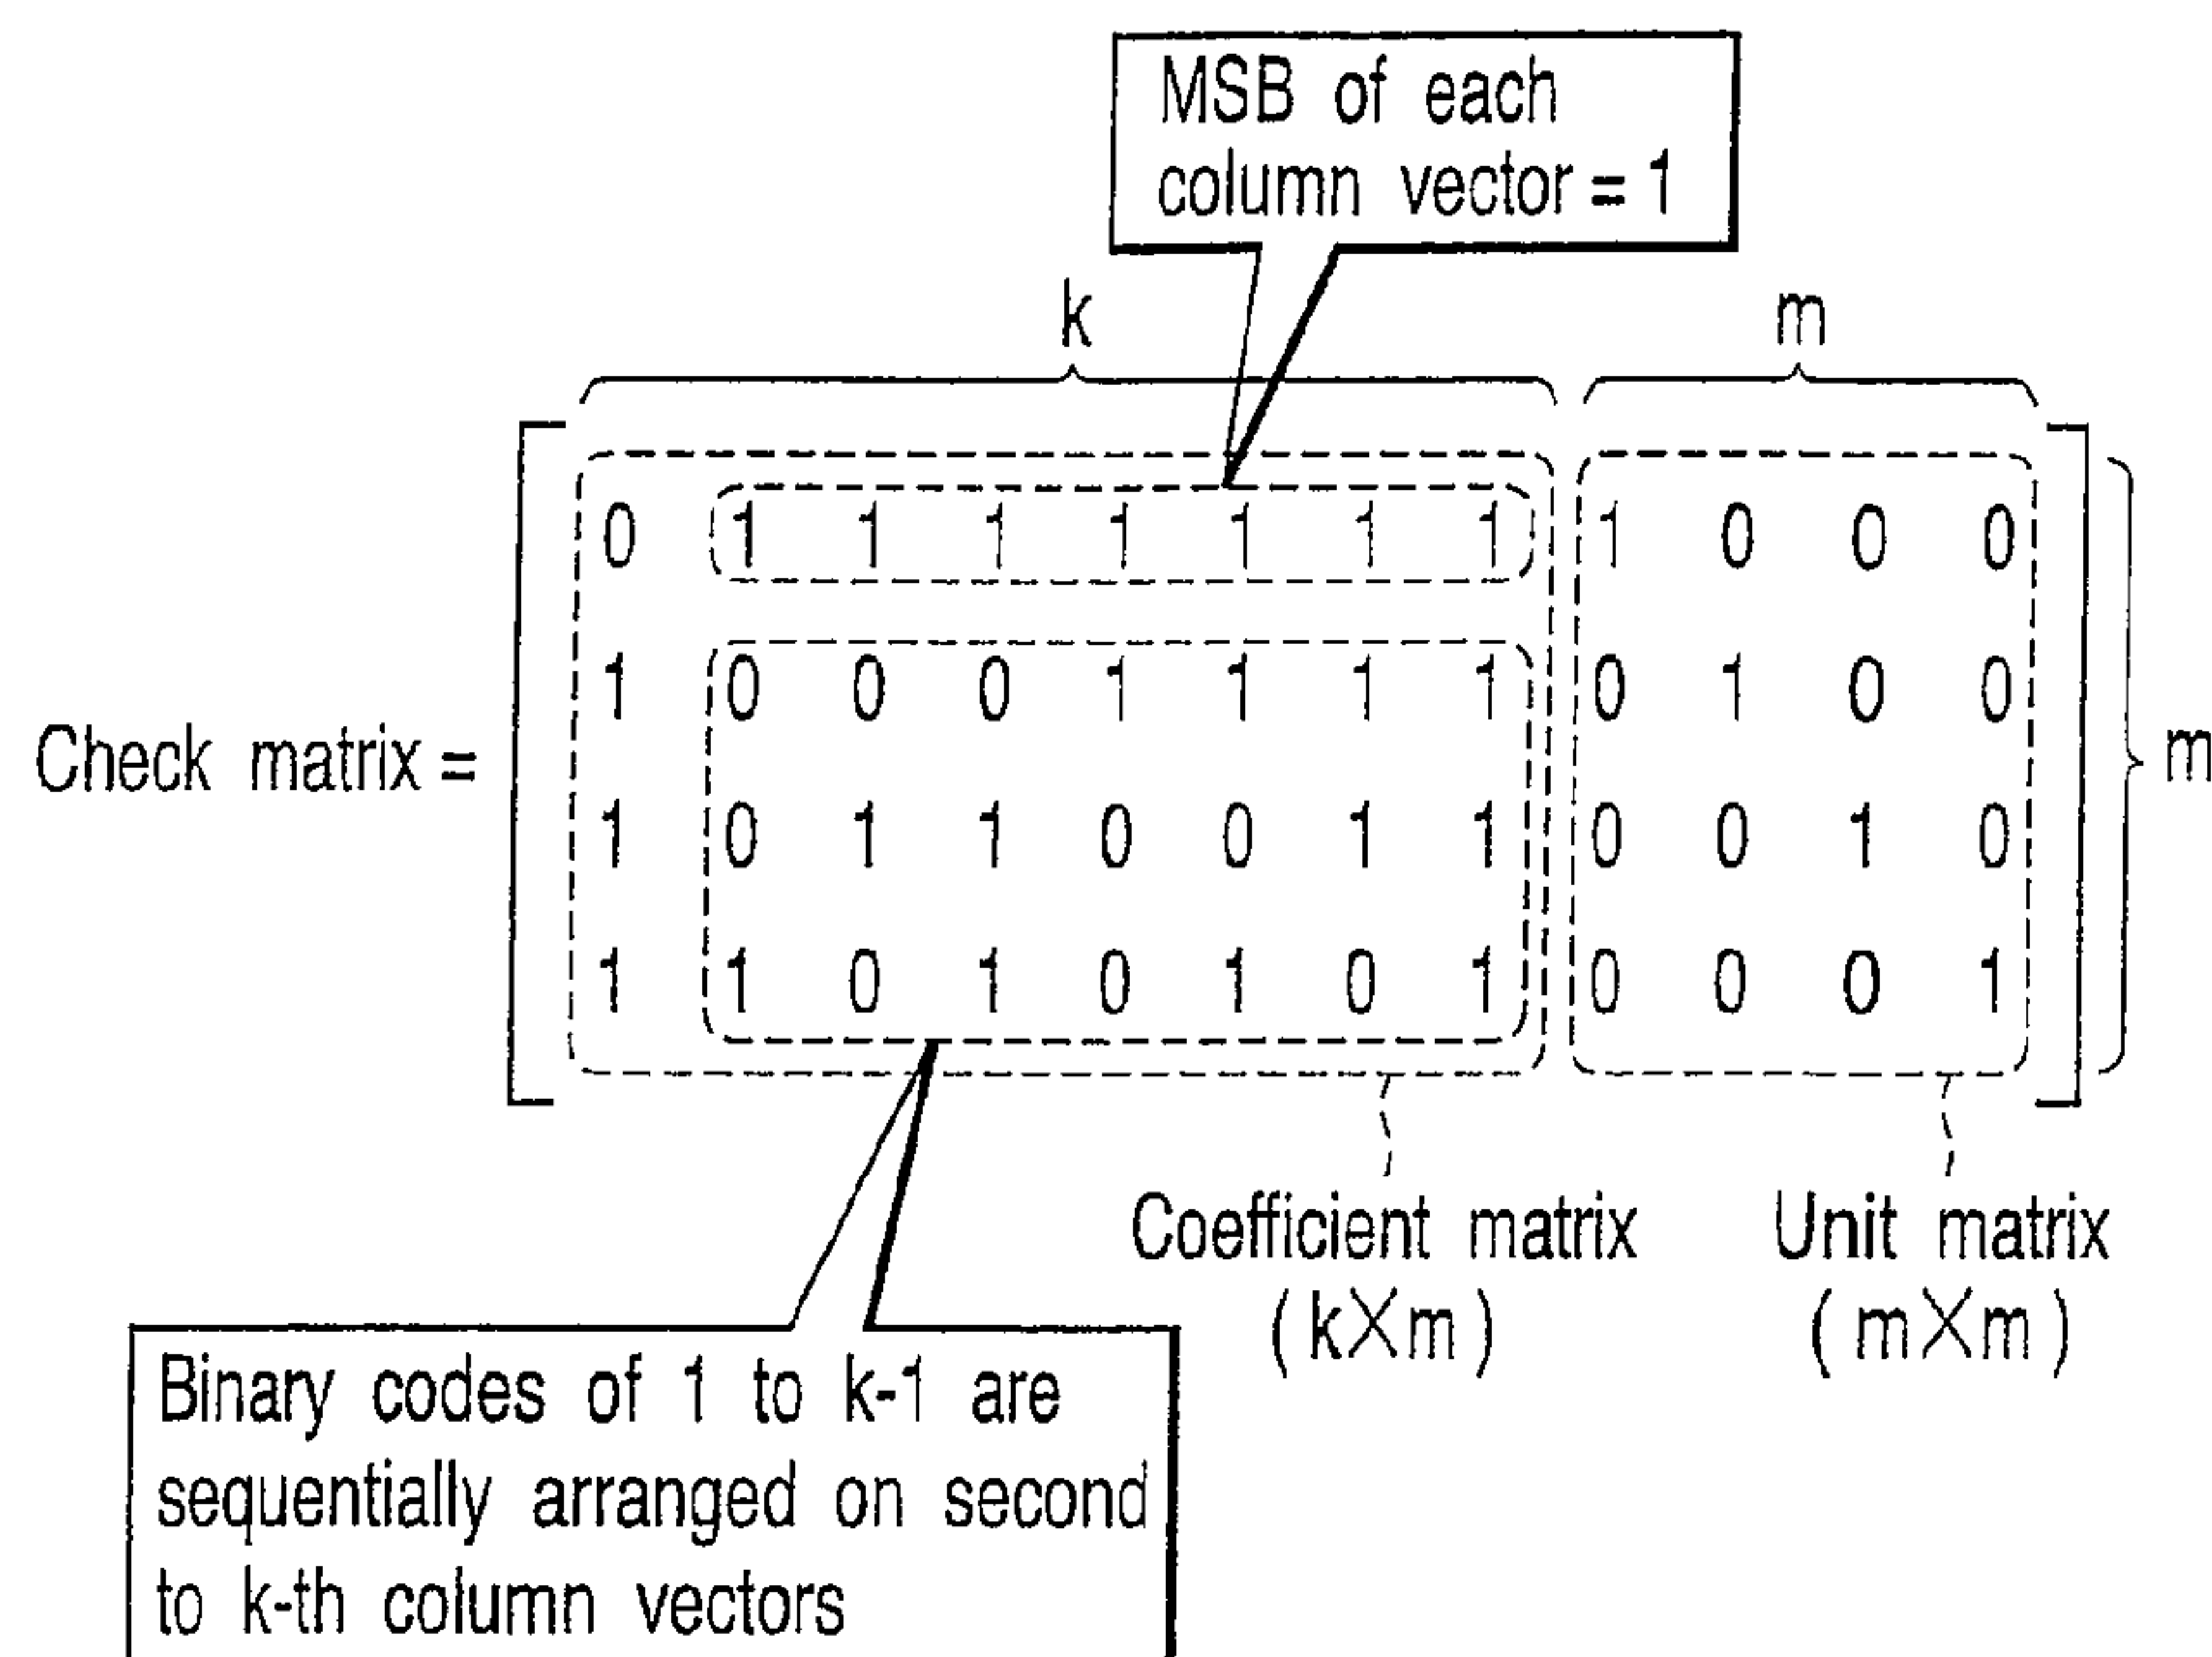 MSB of each
column vector = 1
k
m
0 1 1 1 1 1 1 1 1 0 0 0
1 0 0 0 1 1 1 1 0 1 0 0
Check matrix =
m
1 0 1 1 0 0 1 1 0 0 1 0
1 1 0 1 0 1 0 1 0 0 0 1
Coefficient matrix
(k×m)
Unit matrix
(m×m)
Binary codes of 1 to k-1 are
sequentially arranged on second
to k-th column vectors